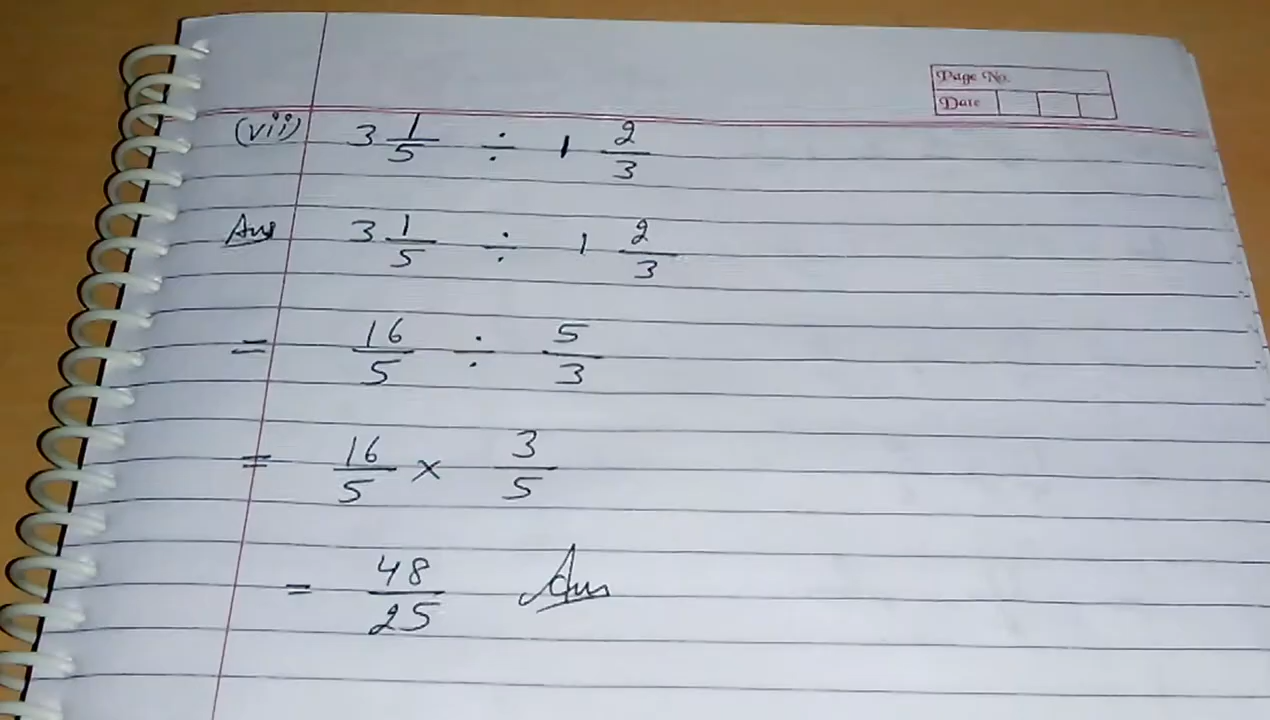 Page No.
Date
(vii) 3 1/5 ÷ 1 2/3
Ans 3 1/5 ÷ 1 2/3
= 16/5 ÷ 5/3
= 16/5 × 3/5
= 48/25 Ans